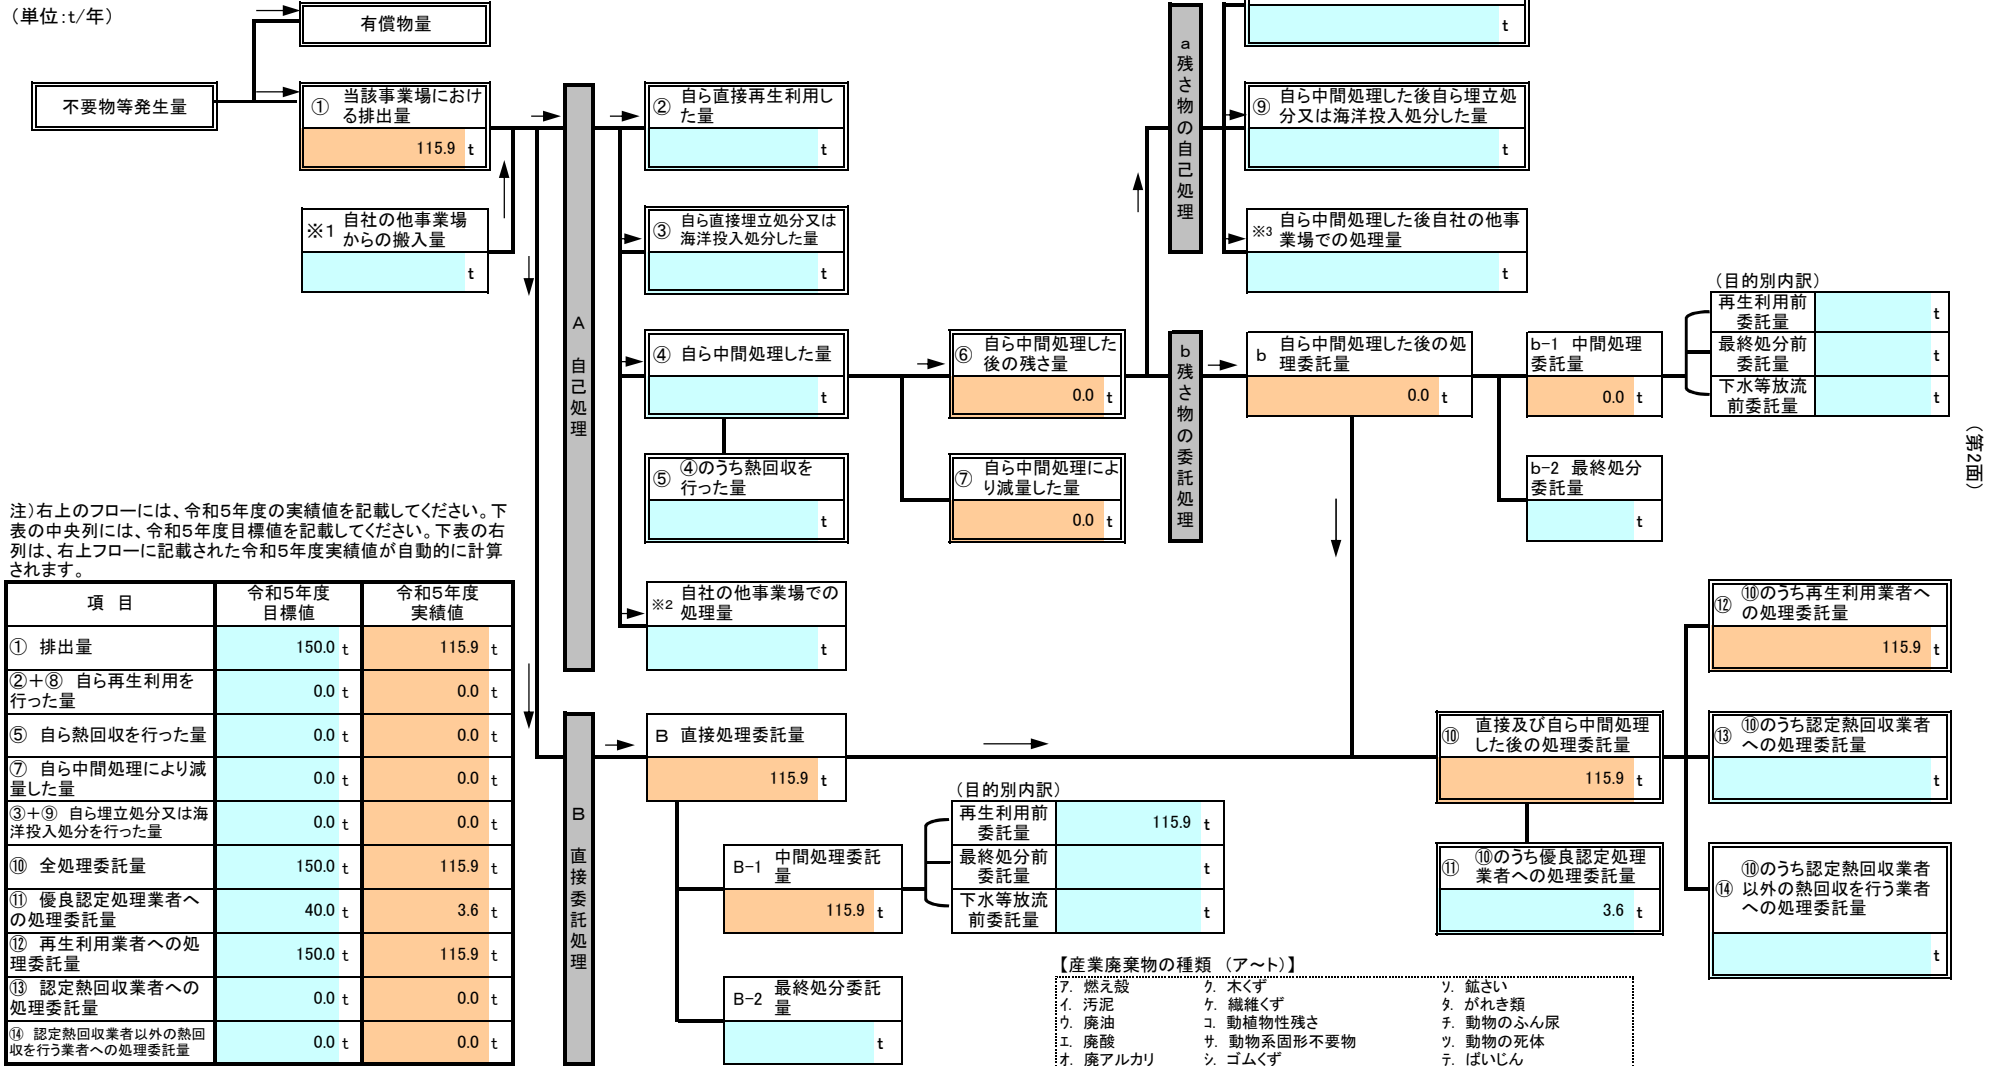 （単位：t/年）
有償物量
不要物等発生量
① 当該事業場におけ
る排出量
115.9 t
※1 自社の他事業場
からの搬入量
t
A 自己処理
② 自ら直接再生利用し
た量
t
③ 自ら直接埋立処分又は
海洋投入処分した量
t
④ 自ら中間処理した量
t
⑤ ④のうち熱回収を
行った量
t
※2 自社の他事業場での
処理量
t
⑥ 自ら中間処理した
後の残さ量
0.0 t
⑦ 自ら中間処理によ
り減量した量
0.0 t
a 残さ物の自己処理
t
⑨ 自ら中間処理した後自ら埋立処
分又は海洋投入処分した量
t
※3 自ら中間処理した後自社の他事
業場での処理量
t
b 残さ物の委託処理
b 自ら中間処理した後の処
理委託量
0.0 t
b-1 中間処理
委託量
0.0 t
b-2 最終処分
委託量
t
（目的別内訳）
再生利用前
委託量
t
最終処分前
委託量
t
下水等放流
前委託量
t
（第2面）
注）右上のフローには、令和5年度の実績値を記載してください。下
表の中央列には、令和5年度目標値を記載してください。下表の右
列は、右上フローに記載された令和5年度実績値が自動的に計算
されます。
項 目
令和5年度
目標値
令和5年度
実績値
① 排出量 150.0 t 115.9 t
②＋⑧ 自ら再生利用を
行った量 0.0 t 0.0 t
⑤ 自ら熱回収を行った量 0.0 t 0.0 t
⑦ 自ら中間処理により減
量した量 0.0 t 0.0 t
③＋⑨ 自ら埋立処分又は海
洋投入処分を行った量 0.0 t 0.0 t
⑩ 全処理委託量 150.0 t 115.9 t
⑪ 優良認定処理業者へ
の処理委託量 40.0 t 3.6 t
⑫ 再生利用業者への処
理委託量 150.0 t 115.9 t
⑬ 認定熱回収業者への
処理委託量 0.0 t 0.0 t
⑭ 認定熱回収業者以外の熱回
収を行う業者への処理委託量 0.0 t 0.0 t
B 直接委託処理
B 直接処理委託量
115.9 t
B-1 中間処理委託
量
115.9 t
B-2 最終処分委託
量
t
（目的別内訳）
再生利用前
委託量
115.9 t
最終処分前
委託量
t
下水等放流
前委託量
t
⑩ 直接及び自ら中間処理
した後の処理委託量
115.9 t
⑪ ⑩のうち優良認定処理
業者への処理委託量
3.6 t
⑫ ⑩のうち再生利用業者へ
の処理委託量
115.9 t
⑬ ⑩のうち認定熱回収業者
への処理委託量
t
⑭ ⑩のうち認定熱回収業者
以外の熱回収を行う業者
への処理委託量
t
【産業廃棄物の種類 （ア～ト）】
ア. 燃え殻 ク. 木くず ソ. 鉱さい
イ. 汚泥 ケ. 繊維くず タ. がれき類
ウ. 廃油 コ. 動植物性残さ チ. 動物のふん尿
エ. 廃酸 サ. 動物系固形不要物 ツ. 動物の死体
オ. 廃アルカリ シ. ゴムくず テ. ばいじん